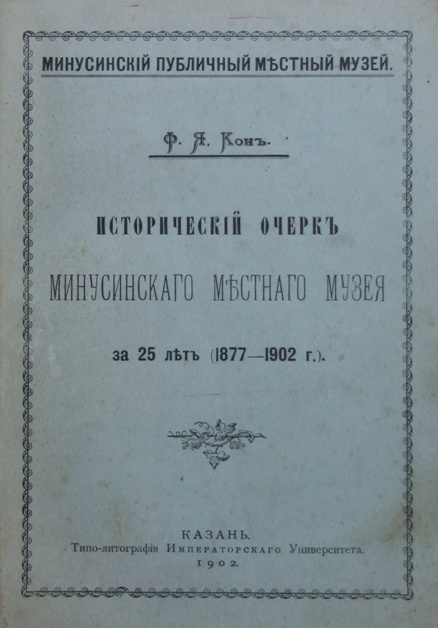 МИНУСИНСКІЙ ПУБЛИЧНЫЙ МѢСТНЫЙ МУЗЕЙ.
Ф. Я. Конъ.
ИСТОРИЧЕСКІЙ ОЧЕРКЪ
МИНУСИНСКАГО МѢСТНАГО МУЗЕЯ
за 25 лѣтъ (1877—1902 г.).
КАЗАНЬ.
Типо-литографія Императорскаго Университета.
1902.